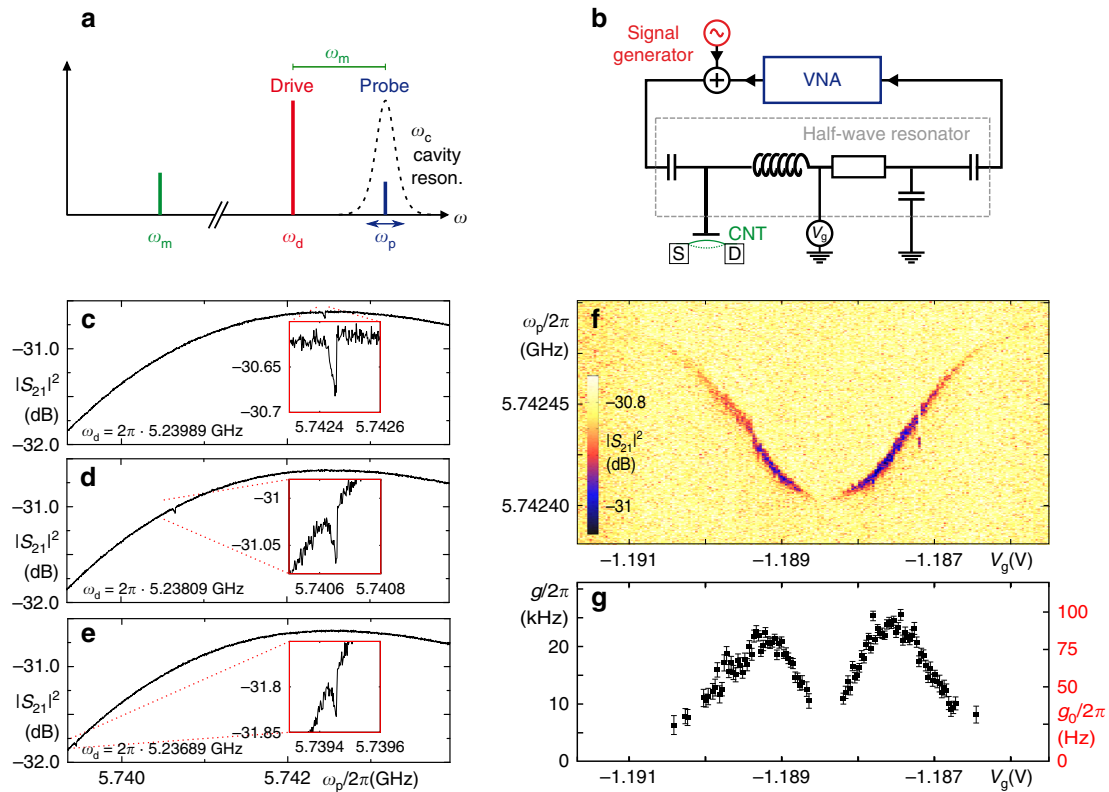 a
ωm
Drive
Probe
ωc
cavity
reson.
ωm
ωd
ωp
ω
b
Signal
generator
VNA
Half-wave resonator
Vg
CNT
S
D
c
−31.0
|S21|²
(dB)
−32.0
−30.65
−30.7
5.7424
5.7426
ωd = 2π · 5.23989 GHz
d
−31.0
|S21|²
(dB)
−32.0
−31
−31.05
5.7406
5.7408
ωd = 2π · 5.23809 GHz
e
−31.0
|S21|²
(dB)
−32.0
−31.8
−31.85
5.7394
5.7396
ωd = 2π · 5.23689 GHz
5.740
5.742
ωp/2π(GHz)
f
ωp/2π
(GHz)
5.74245
5.74240
−30.8
|S21|²
(dB)
−31
−1.191
−1.189
−1.187
Vg(V)
g
g/2π
(kHz)
20
10
0
100
75
50
g0/2π
(Hz)
0
−1.191
−1.189
−1.187
Vg(V)